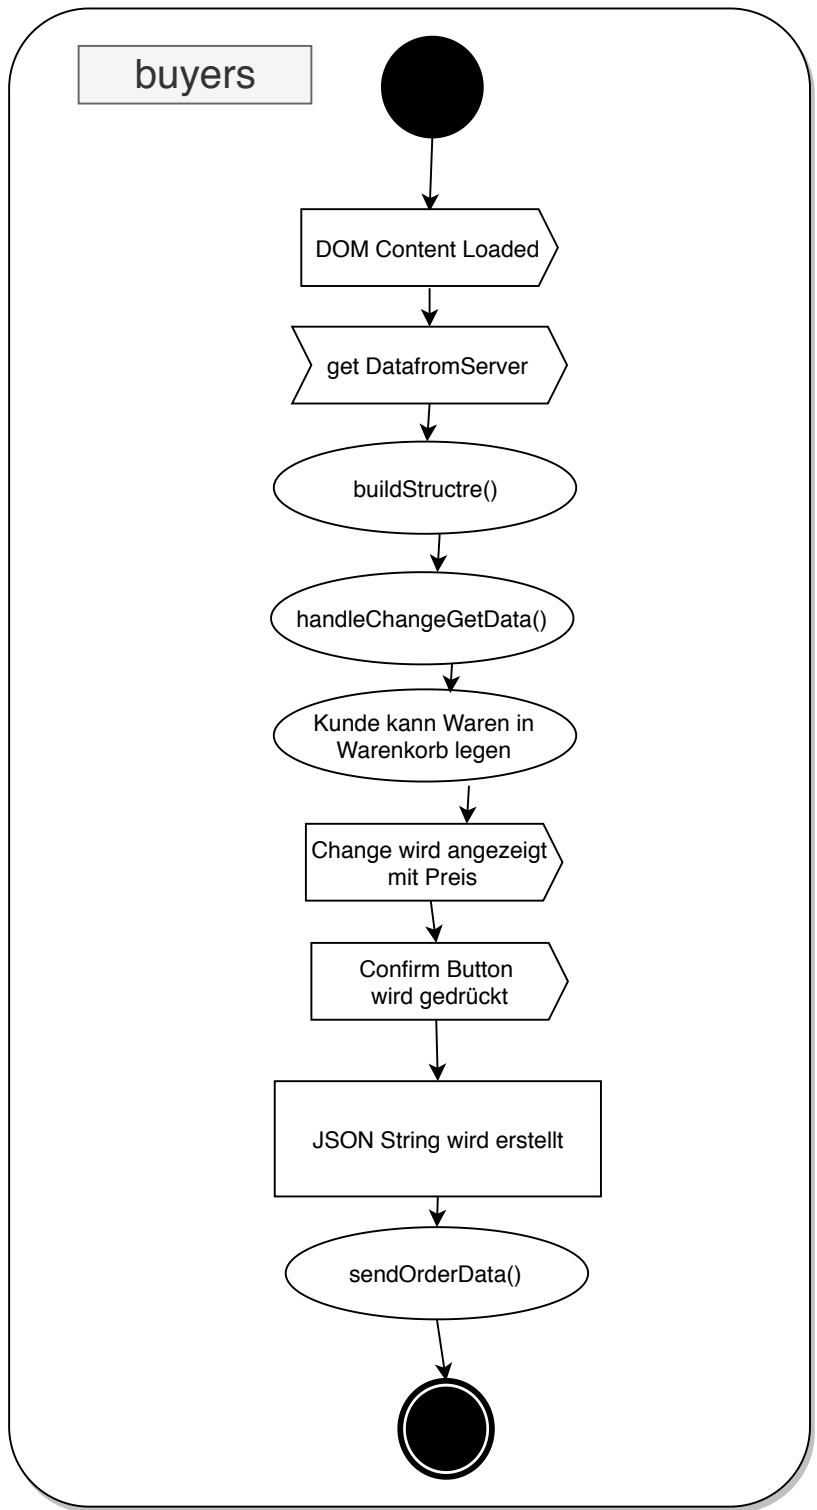 buyers
DOM Content Loaded
get DatafromServer
buildStructre()
handleChangeGetData()
Kunde kann Waren in
Warenkorb legen
Change wird angezeigt
mit Preis
Confirm Button
wird gedrückt
JSON String wird erstellt
sendOrderData()